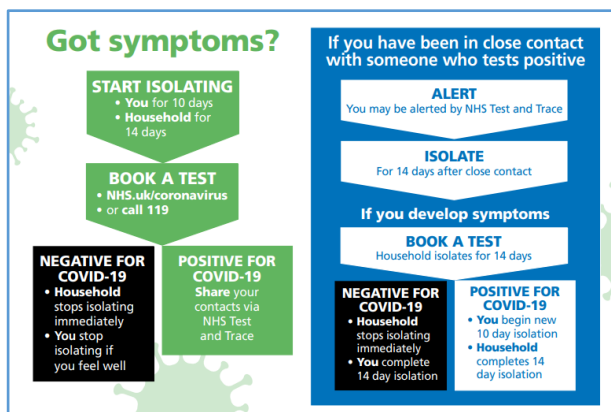 Got symptoms?
START ISOLATING
• You for 10 days
• Household for
14 days
BOOK A TEST
• NHS.uk/coronavirus
• or call 119
NEGATIVE FOR
COVID-19
• Household
stops isolating
immediately
• You stop
isolating if
you feel well
POSITIVE FOR
COVID-19
Share your
contacts via
NHS Test
and Trace
If you have been in close contact
with someone who tests positive
ALERT
You may be alerted by NHS Test and Trace
ISOLATE
For 14 days after close contact
If you develop symptoms
BOOK A TEST
Household isolates for 14 days
NEGATIVE FOR
COVID-19
• Household
stops isolating
immediately
• You complete
14 day isolation
POSITIVE FOR
COVID-19
• You begin new
10 day isolation
• Household
completes 14
day isolation